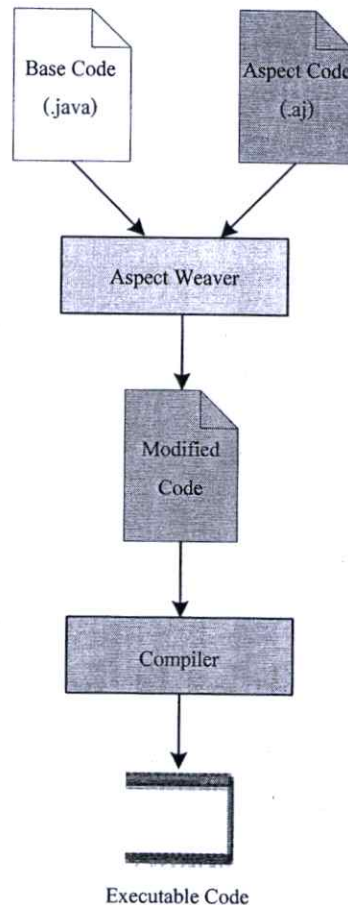 Base Code
(.java)
Aspect Code
(.aj)
Aspect Weaver
Modified
Code
Compiler
Executable Code